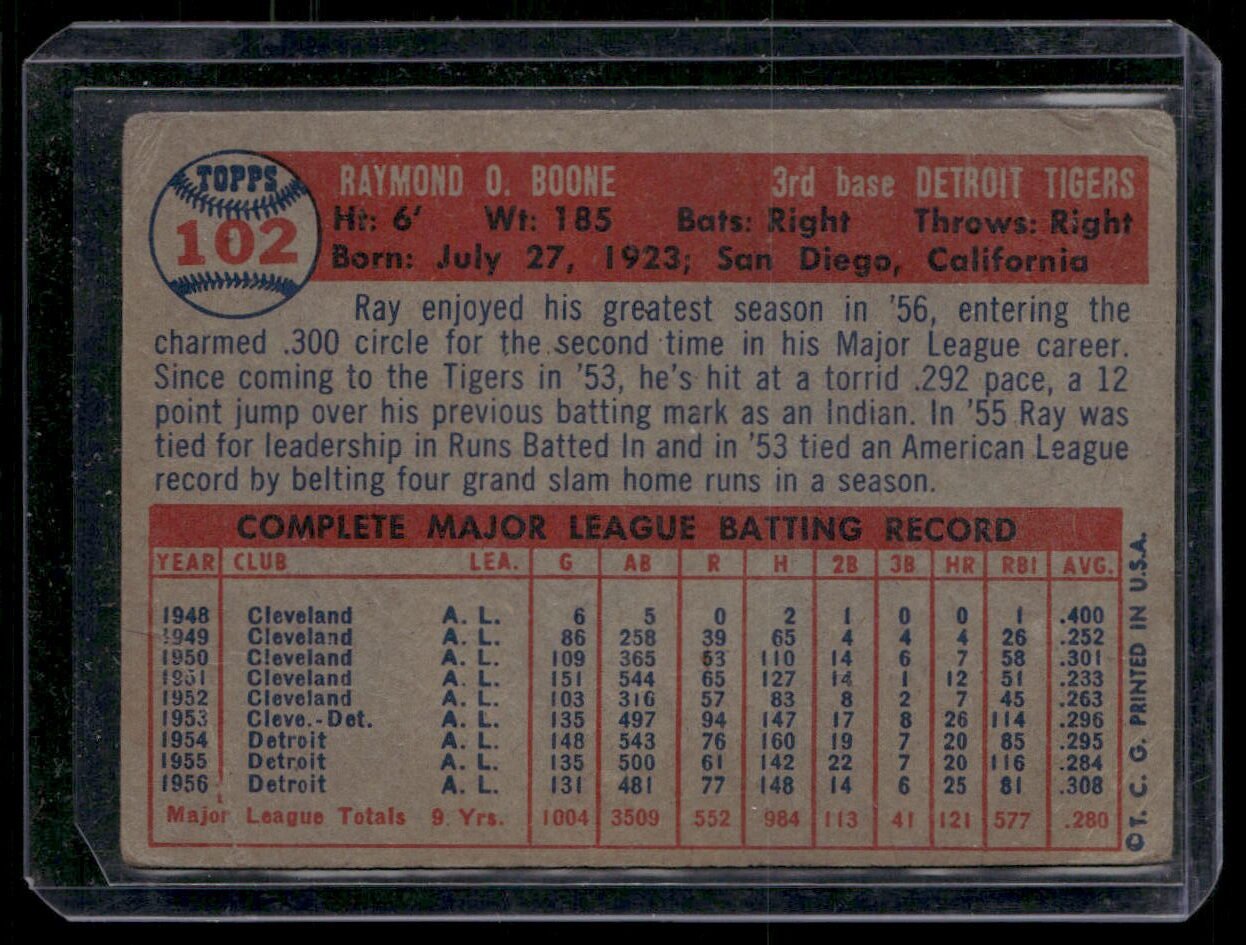 TOPPS
102
RAYMOND O. BOONE 3rd base DETROIT TIGERS
Ht: 6' Wt: 185 Bats: Right Throws: Right
Born: July 27, 1923; San Diego, California
Ray enjoyed his greatest season in '56, entering the
charmed .300 circle for the second time in his Major League career.
Since coming to the Tigers in '53, he's hit at a torrid .292 pace, a 12
point jump over his previous batting mark as an Indian. In '55 Ray was
tied for leadership in Runs Batted In and in '53 tied an American League
record by belting four grand slam home runs in a season.
COMPLETE MAJOR LEAGUE BATTING RECORD
YEAR CLUB LEA. G AB R H 2B 3B HR RBI AVG.
1948 Cleveland A. L. 6 5 0 2 1 0 0 1 .400
1949 Cleveland A. L. 86 258 39 65 4 4 4 26 .252
1950 Cleveland A. L. 109 365 53 110 14 6 7 58 .301
1951 Cleveland A. L. 151 544 65 127 14 1 12 51 .233
1952 Cleveland A. L. 103 316 57 83 8 2 7 45 .263
1953 Cleve.-Det. A. L. 135 497 94 147 17 8 26 114 .296
1954 Detroit A. L. 148 543 76 160 19 7 20 85 .295
1955 Detroit A. L. 135 500 61 142 22 7 20 116 .284
1956 Detroit A. L. 131 481 77 148 14 6 25 81 .308
Major League Totals 9 Yrs. 1004 3509 552 984 113 41 121 577 .280
©T. C. G. PRINTED IN U.S.A.